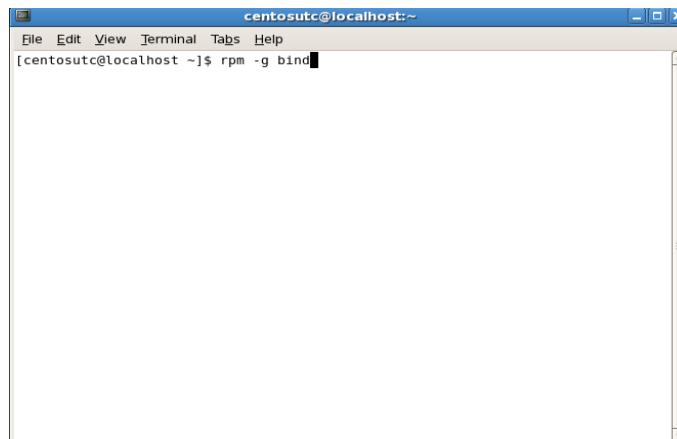 centosutc@localhost:~
File Edit View Terminal Tabs Help
[centosutc@localhost ~]$ rpm -g bind